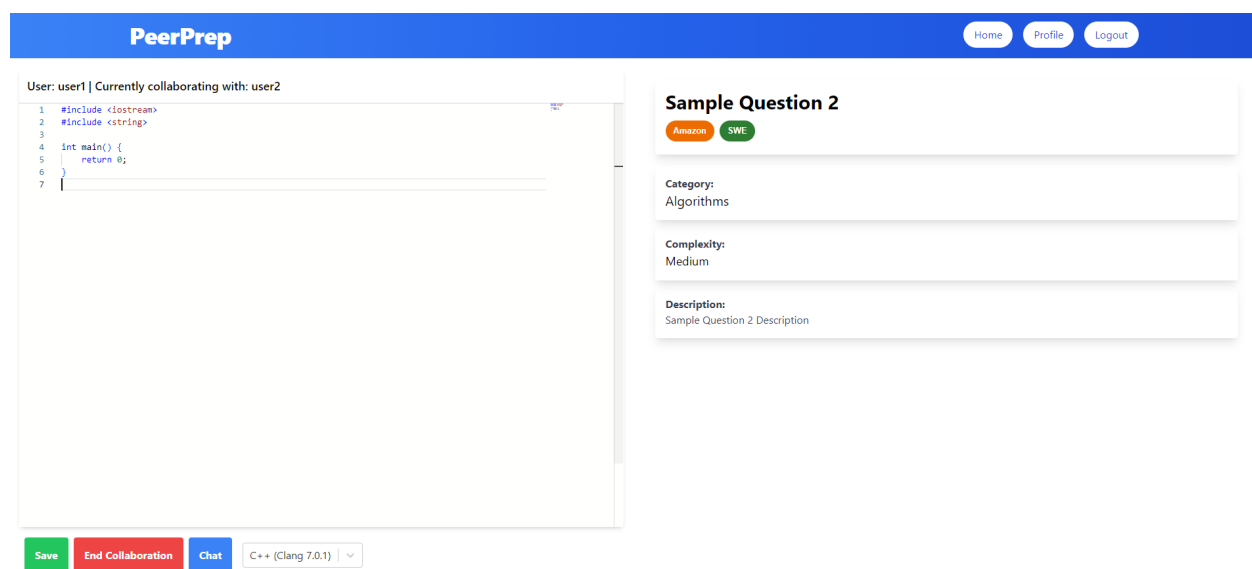 PeerPrep
Home Profile Logout
User: user1 | Currently collaborating with: user2
1 #include <iostream>
2 #include <string>
3
4 int main() {
5     return 0;
6 }
7
Save End Collaboration Chat C++ (Clang 7.0.1)
Sample Question 2
Amazon SWE
Category:
Algorithms
Complexity:
Medium
Description:
Sample Question 2 Description